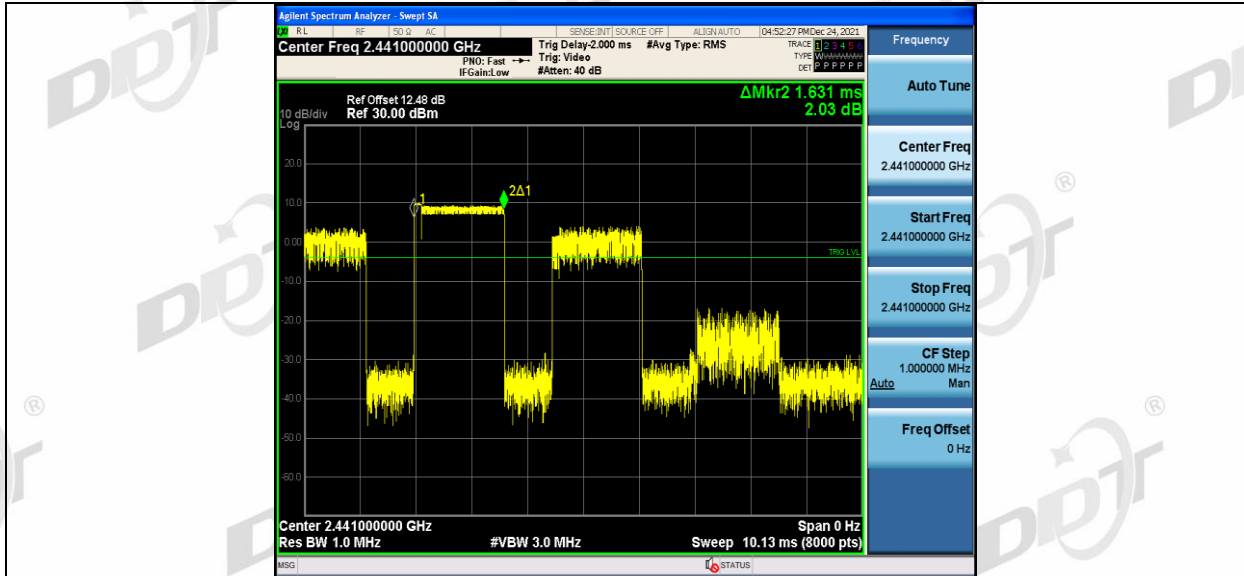 Agilent Spectrum Analyzer - Swept SA
RL RF 50 Ω AC SENSE:INT SOURCE OFF ALIGN AUTO 04:52:27 PM Dec 24, 2021
Center Freq 2.441000000 GHz
PNO: Fast
IFGain:Low
Trig Delay-2.000 ms #Avg Type: RMS
Trig: Video
#Atten: 40 dB
TRACE 1 2 3 4 5 6
TYPE W
DET P P P P P P
Frequency
ΔMkr2 1.631 ms
2.03 dB
Ref Offset 12.48 dB
10 dB/div Ref 30.00 dBm
Log
20.0
10.0
0.00
-10.0
-20.0
-30.0
-40.0
-50.0
-60.0
1
2Δ1
TRIG LVL
Center 2.441000000 GHz Span 0 Hz
Res BW 1.0 MHz #VBW 3.0 MHz Sweep 10.13 ms (8000 pts)
MSG STATUS
Auto Tune
Center Freq
2.441000000 GHz
Start Freq
2.441000000 GHz
Stop Freq
2.441000000 GHz
CF Step
1.000000 MHz
Auto Man
Freq Offset
0 Hz
DDT
®